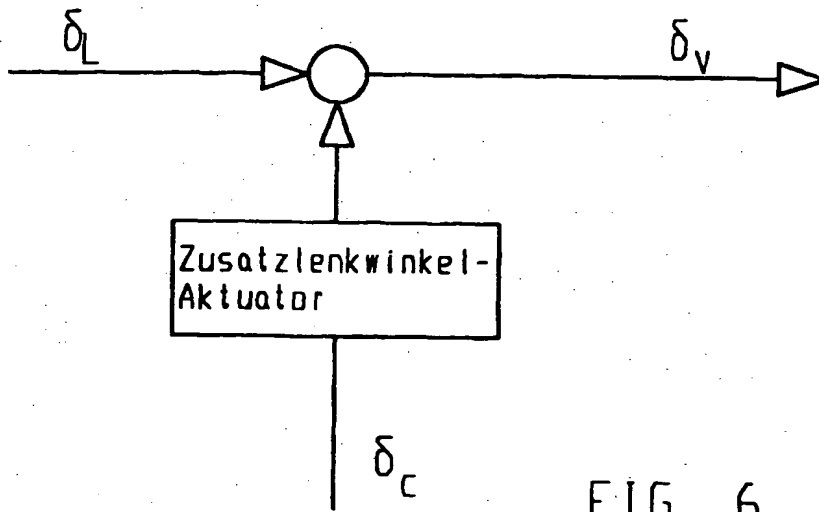 δL
δv
Zusatzlenkwinkel-
Aktuator
δc
FIG. 6